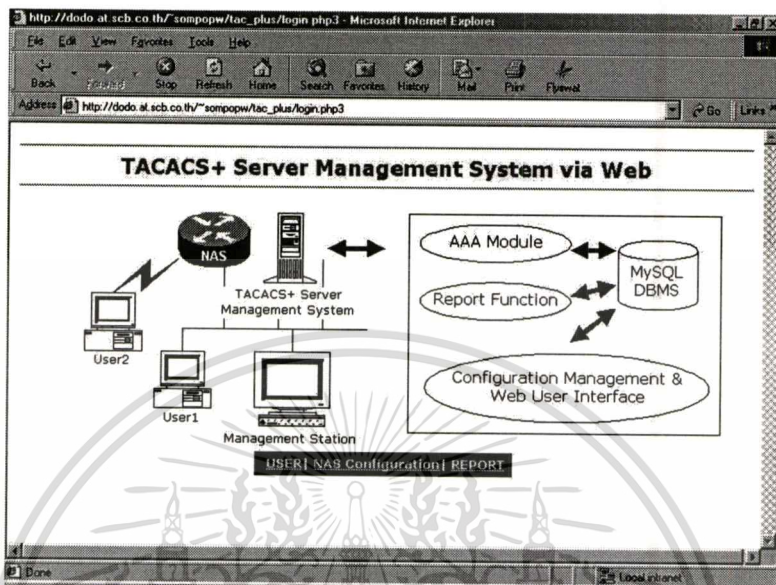 http://dodo.at.scb.co.th/~sompopw/tac_plus/login.php3 - Microsoft Internet Explorer
File Edit View Favorites Tools Help
Back Forward Stop Refresh Home Search Favorites History Mail Print Flyswat
Address http://dodo.at.scb.co.th/~sompopw/tac_plus/login.php3 Go Links
TACACS+ Server Management System via Web
NAS
TACACS+ Server
Management System
User2
User1
Management Station
AAA Module
Report Function
MySQL
DBMS
Configuration Management &
Web User Interface
USER| NAS Configuration| REPORT
Done Local intranet